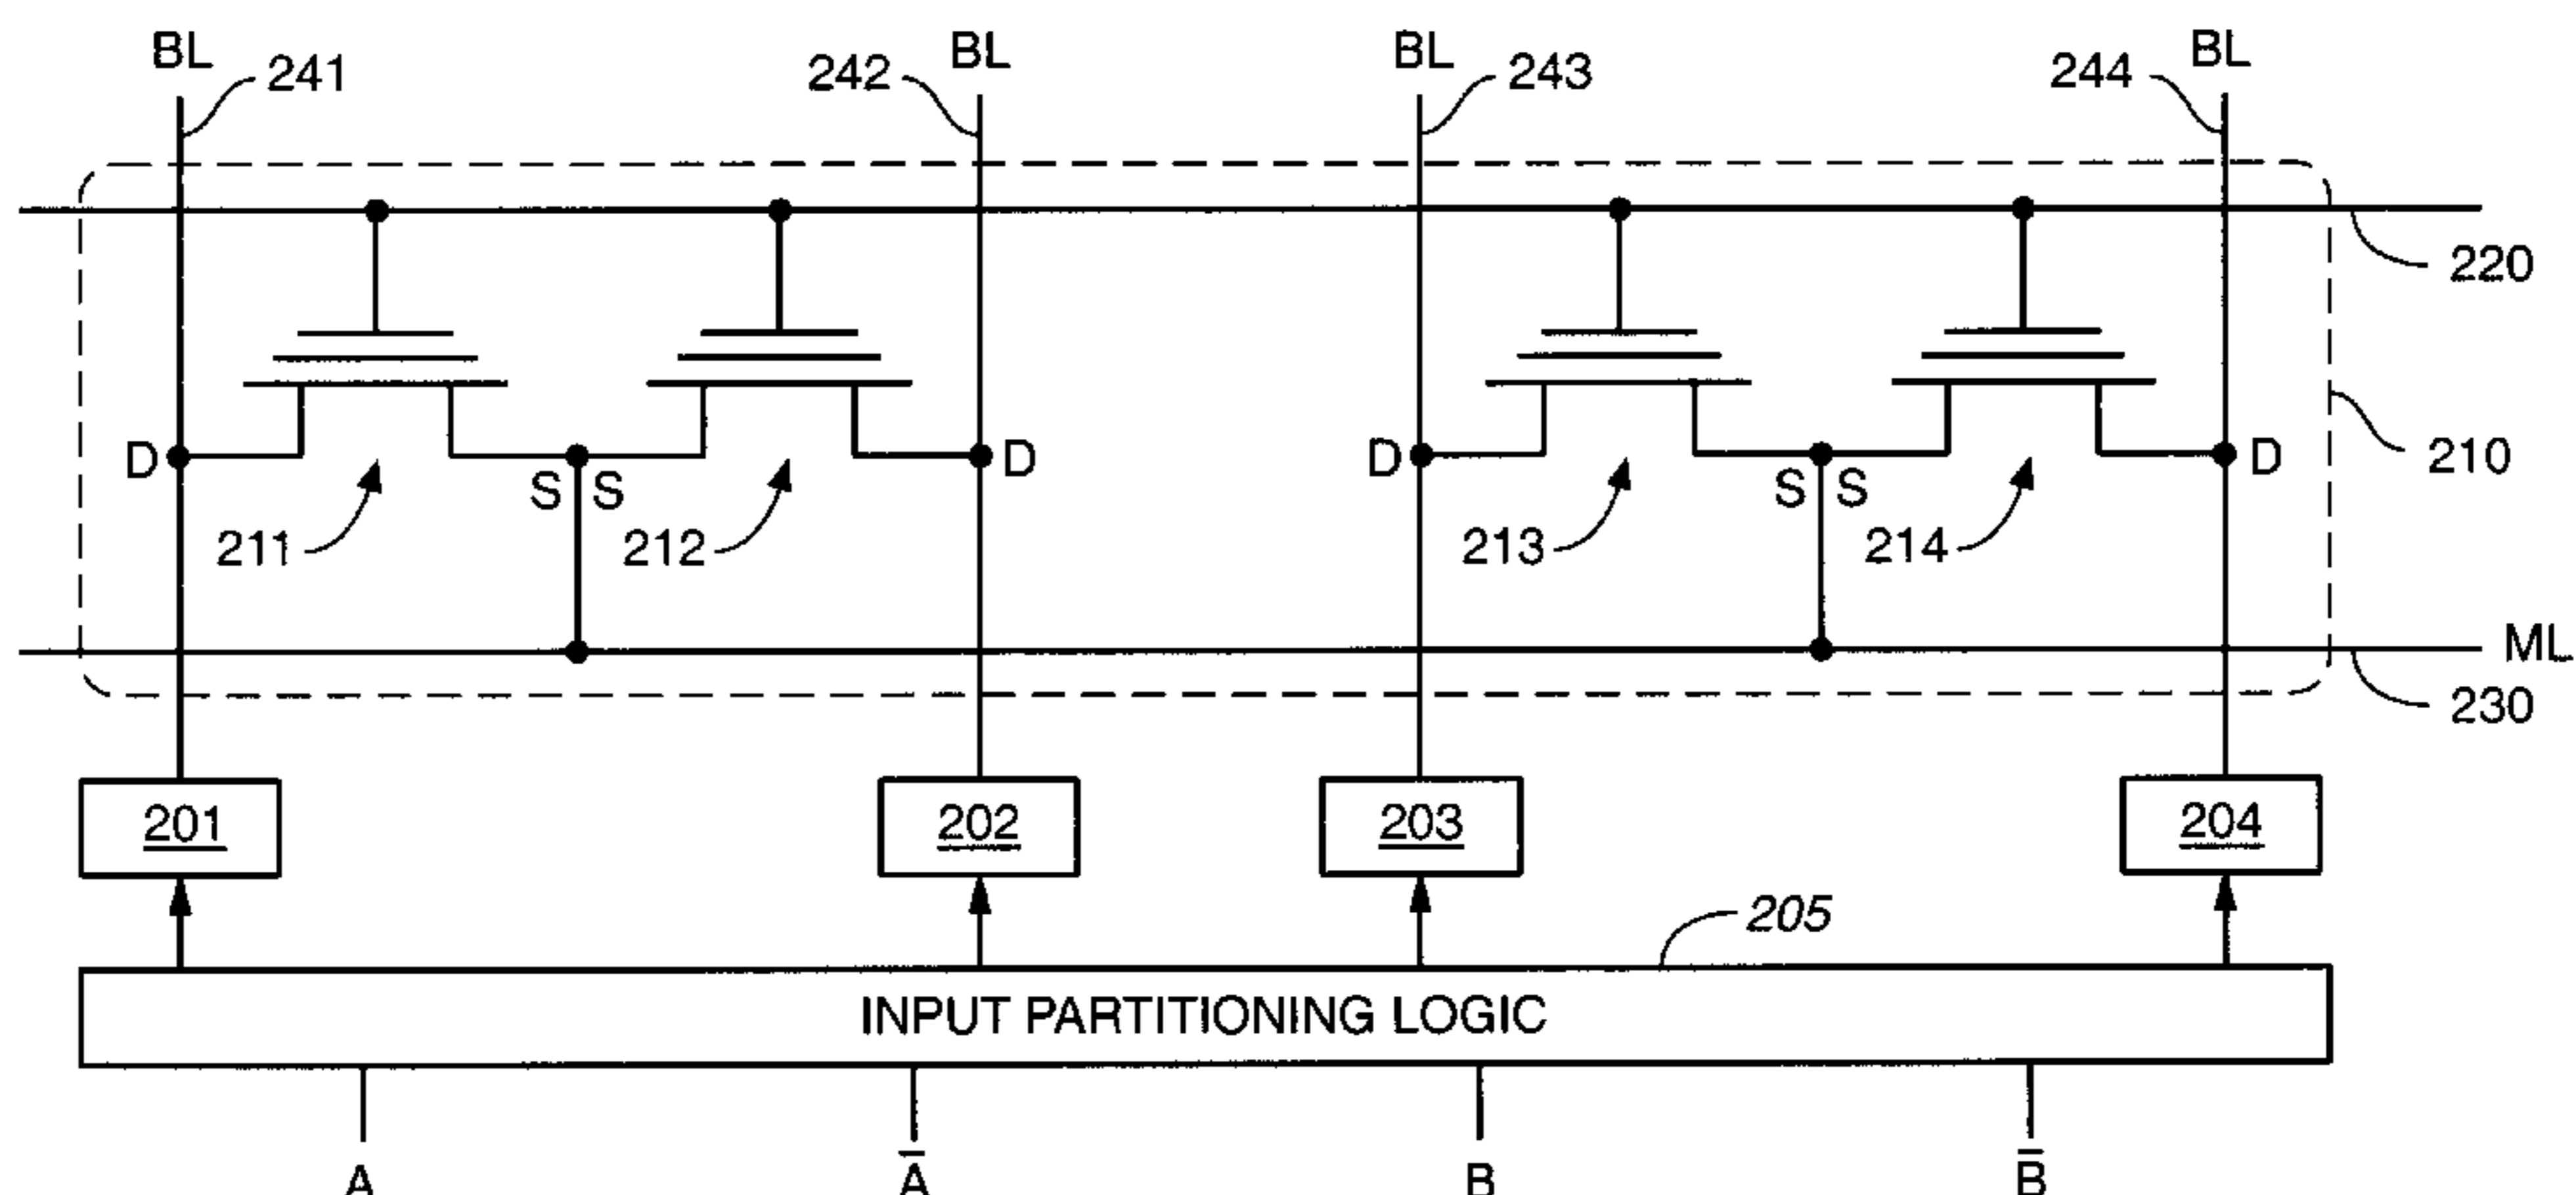 BL 241 242 BL BL 243 244 BL
220
D D D D 210
S S S S
211 212 213 214
ML
230
201 202 203 204
205
INPUT PARTITIONING LOGIC
A A̅ B B̅